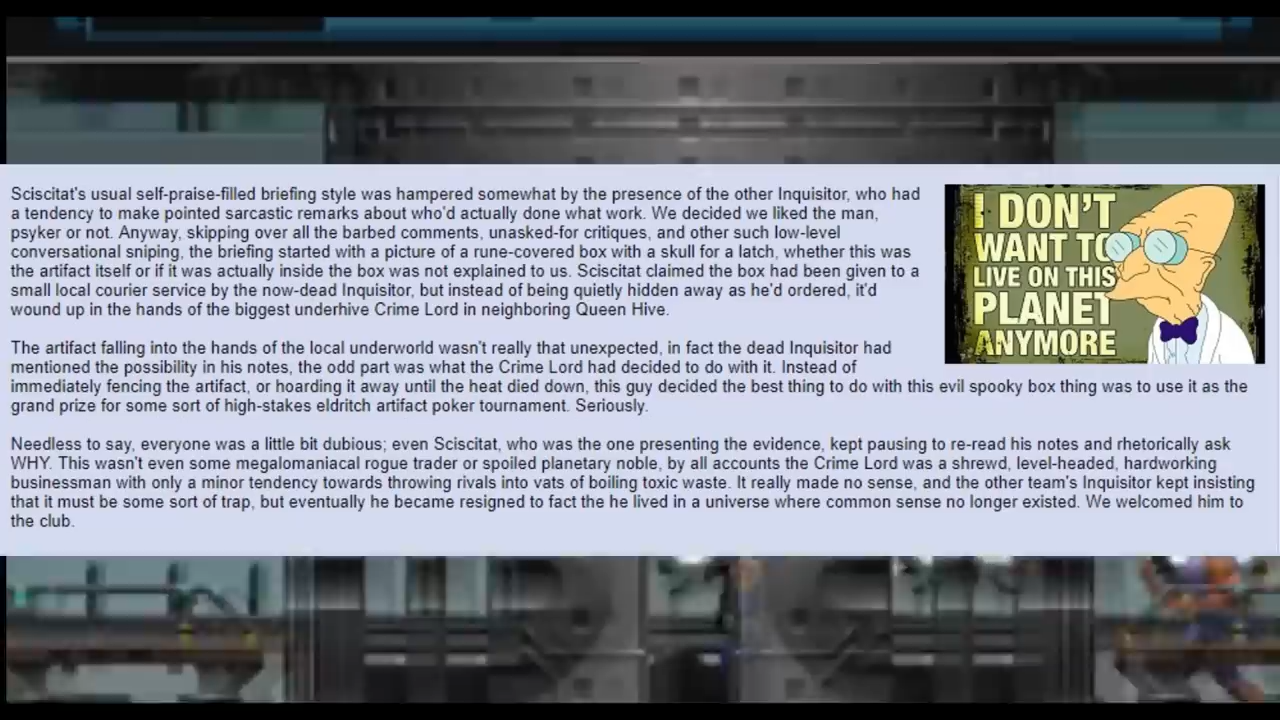 Sciscitat's usual self-praise-filled briefing style was hampered somewhat by the presence of the other Inquisitor, who had
a tendency to make pointed sarcastic remarks about who'd actually done what work. We decided we liked the man,
psyker or not. Anyway, skipping over all the barbed comments, unasked-for critiques, and other such low-level
conversational sniping, the briefing started with a picture of a rune-covered box with a skull for a latch, whether this was
the artifact itself or if it was actually inside the box was not explained to us. Sciscitat claimed the box had been given to a
small local courier service by the now-dead Inquisitor, but instead of being quietly hidden away as he'd ordered, it'd
wound up in the hands of the biggest underhive Crime Lord in neighboring Queen Hive.
I DON'T
WANT TO
LIVE ON THIS
PLANET
ANYMORE
The artifact falling into the hands of the local underworld wasn't really that unexpected, in fact the dead Inquisitor had
mentioned the possibility in his notes, the odd part was what the Crime Lord had decided to do with it. Instead of
immediately fencing the artifact, or hoarding it away until the heat died down, this guy decided the best thing to do with this evil spooky box thing was to use it as the
grand prize for some sort of high-stakes eldritch artifact poker tournament. Seriously.
Needless to say, everyone was a little bit dubious; even Sciscitat, who was the one presenting the evidence, kept pausing to re-read his notes and rhetorically ask
WHY. This wasn't even some megalomaniacal rogue trader or spoiled planetary noble, by all accounts the Crime Lord was a shrewd, level-headed, hardworking
businessman with only a minor tendency towards throwing rivals into vats of boiling toxic waste. It really made no sense, and the other team's Inquisitor kept insisting
that it must be some sort of trap, but eventually he became resigned to fact the he lived in a universe where common sense no longer existed. We welcomed him to
the club.